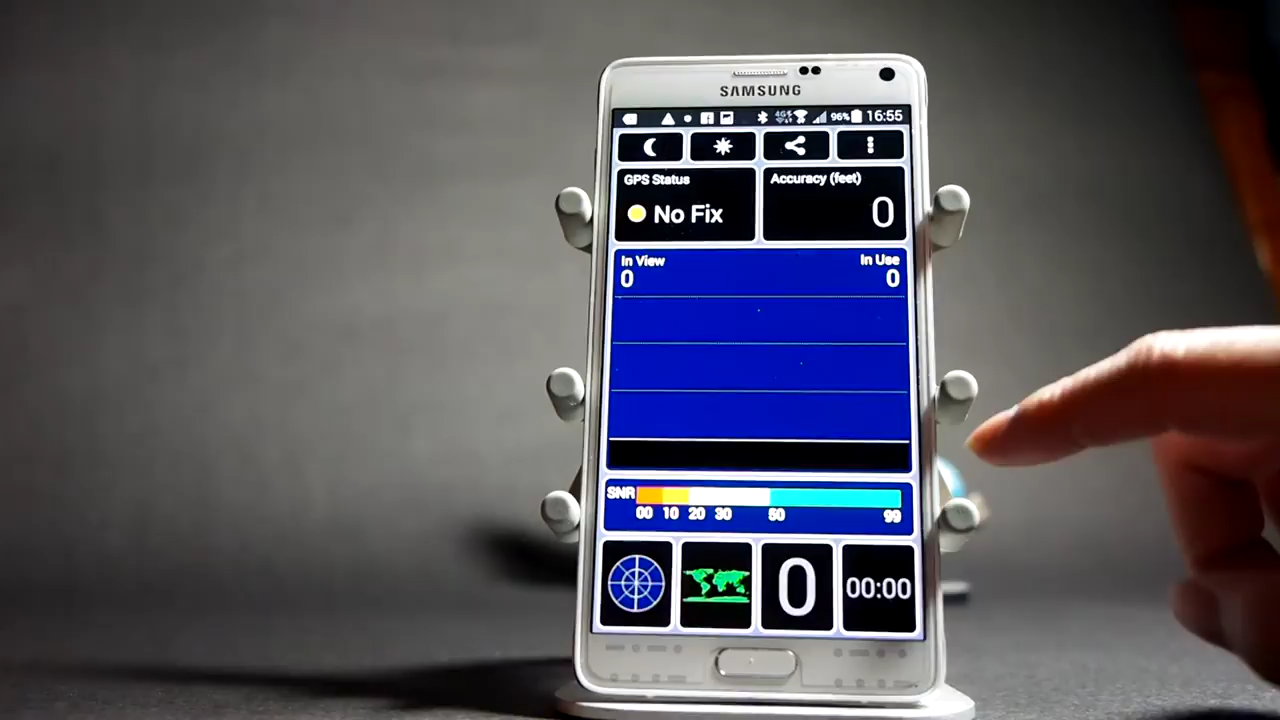 SAMSUNG
4G 96% 16:55
GPS Status
Accuracy (feet)
No Fix
0
In View
In Use
0
0
SNR
00 10 20 30 50 99
0
00:00